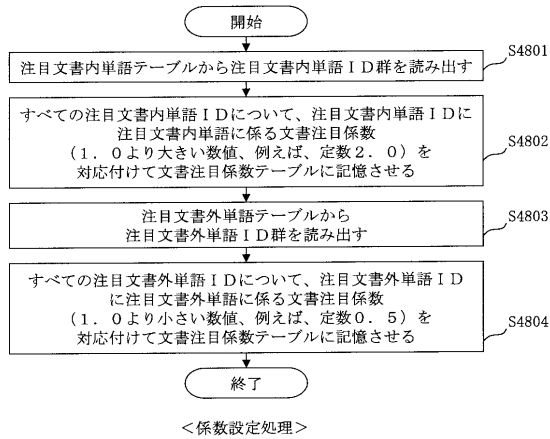 開始
S4801
注目文書内単語テーブルから注目文書内単語ID群を読み出す
すべての注目文書内単語IDについて、注目文書内単語IDに
注目文書内単語に係る文書注目係数
(1.0より大きい数値、例えば、定数2.0)を
対応付けて文書注目係数テーブルに記憶させる
S4802
注目文書外単語テーブルから
注目文書外単語ID群を読み出す
S4803
すべての注目文書外単語IDについて、注目文書外単語ID
に注目文書外単語に係る文書注目係数
(1.0より小さい数値、例えば、定数0.5)を
対応付けて文書注目係数テーブルに記憶させる
S4804
終了
<係数設定処理>